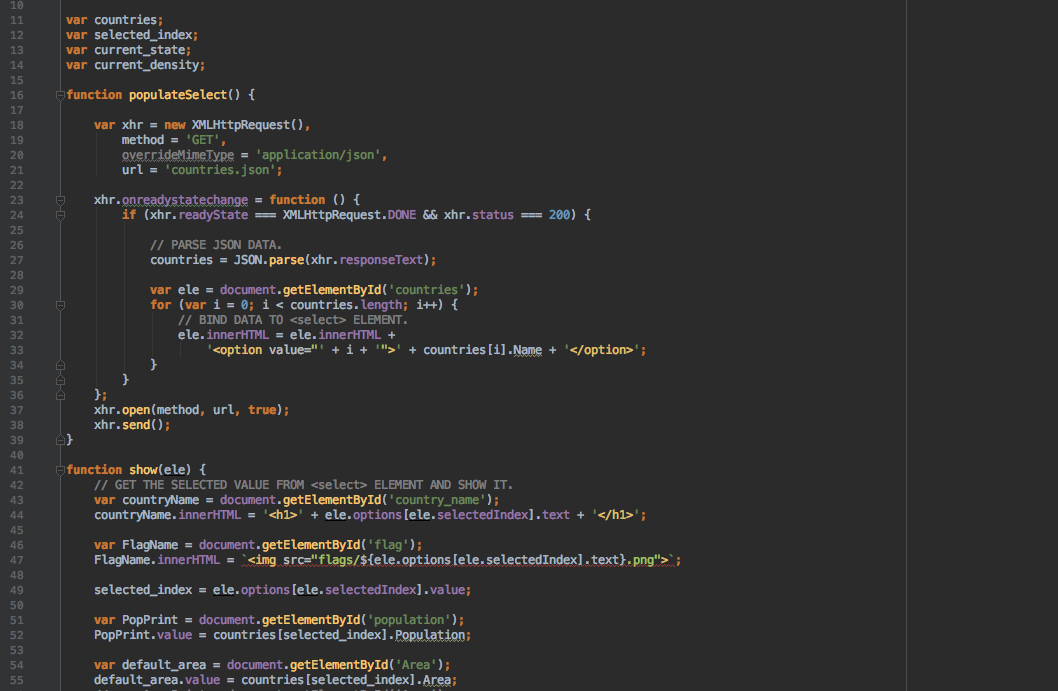 10
11 var countries;
12 var selected_index;
13 var current_state;
14 var current_density;
15
16 function populateSelect() {
17
18     var xhr = new XMLHttpRequest(),
19         method = 'GET',
20         overrideMimeType = 'application/json',
21         url = 'countries.json';
22
23     xhr.onreadystatechange = function () {
24         if (xhr.readyState === XMLHttpRequest.DONE && xhr.status === 200) {
25
26             // PARSE JSON DATA.
27             countries = JSON.parse(xhr.responseText);
28
29             var ele = document.getElementById('countries');
30             for (var i = 0; i < countries.length; i++) {
31                 // BIND DATA TO <select> ELEMENT.
32                 ele.innerHTML = ele.innerHTML +
33                     '<option value="' + i + '">' + countries[i].Name + '</option>';
34             }
35         }
36     };
37     xhr.open(method, url, true);
38     xhr.send();
39 }
40
41 function show(ele) {
42     // GET THE SELECTED VALUE FROM <select> ELEMENT AND SHOW IT.
43     var countryName = document.getElementById('country_name');
44     countryName.innerHTML = '<h1>' + ele.options[ele.selectedIndex].text + '</h1>';
45
46     var FlagName = document.getElementById('flag');
47     FlagName.innerHTML = `<img src="flags/${ele.options[ele.selectedIndex].text}.png">`;
48
49     selected_index = ele.options[ele.selectedIndex].value;
50
51     var PopPrint = document.getElementById('population');
52     PopPrint.value = countries[selected_index].Population;
53
54     var default_area = document.getElementById('Area');
55     default_area.value = countries[selected_index].Area;